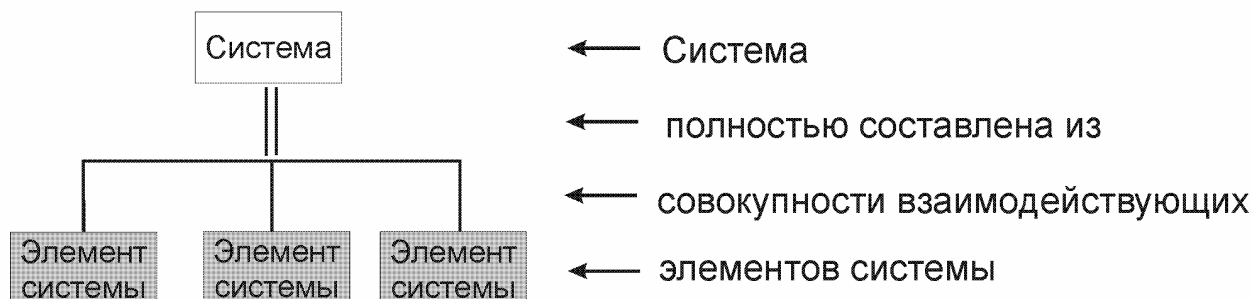 Система
Система
полностью составлена из
совокупности взаимодействующих
Элемент
системы
Элемент
системы
Элемент
системы
элементов системы